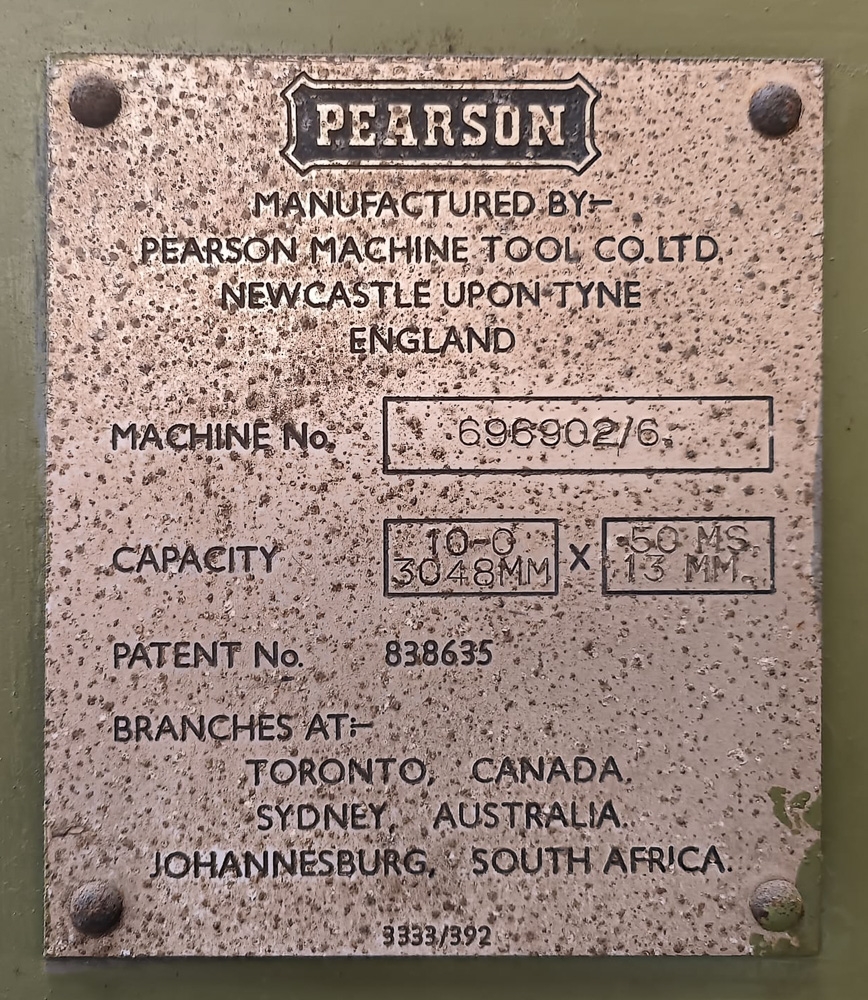 PEARSON
MANUFACTURED BY:-
PEARSON MACHINE TOOL CO. LTD.
NEWCASTLE UPON TYNE
ENGLAND
MACHINE No. 696902/6.
CAPACITY 10-0 3048MM X .50 MS. 13 MM.
PATENT No. 838635
BRANCHES AT:-
TORONTO, CANADA.
SYDNEY, AUSTRALIA.
JOHANNESBURG, SOUTH AFRICA.
3333/392